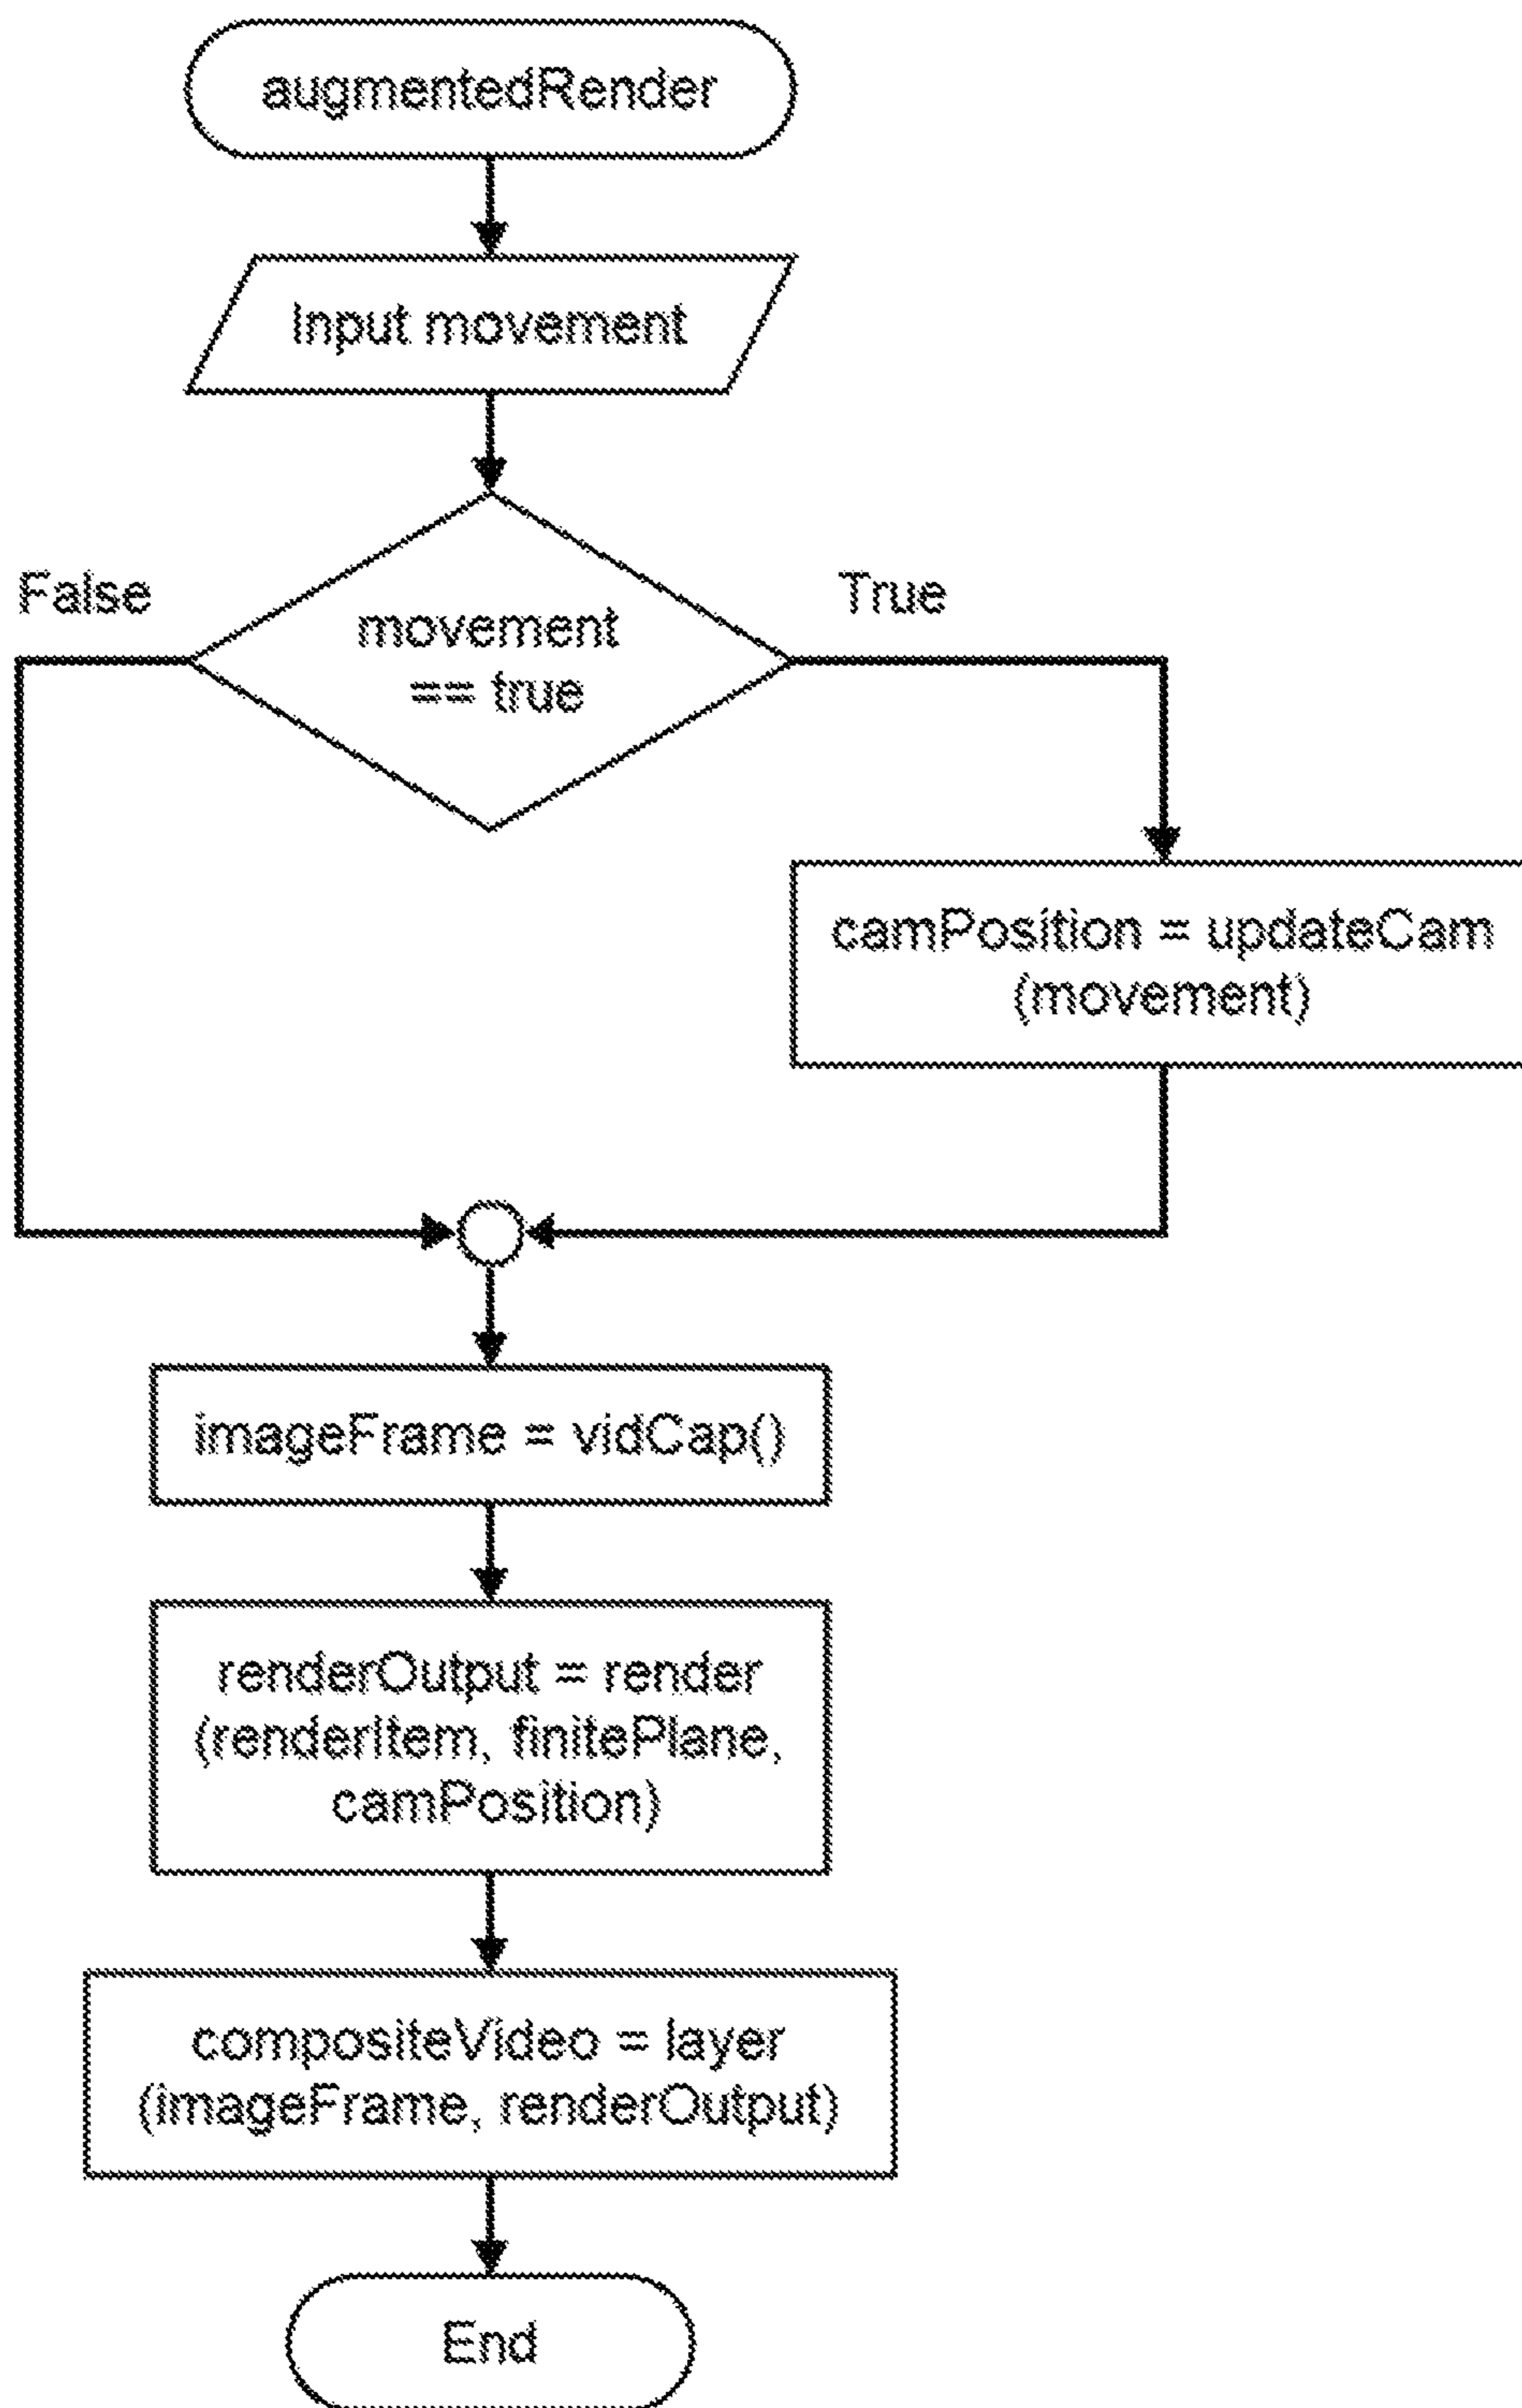 augmentedRender
Input movement
False
True
movement
== true
camPosition = updateCam
(movement)
imageFrame = vidCap()
renderOutput = render
(renderItem, finitePlane,
camPosition)
compositeVideo = layer
(imageFrame, renderOutput)
End